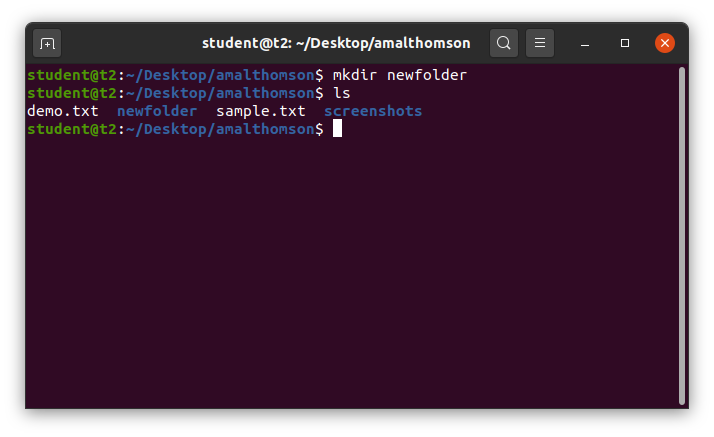 student@t2: ~/Desktop/amalthomson
student@t2:~/Desktop/amalthomson$ mkdir newfolder
student@t2:~/Desktop/amalthomson$ ls
demo.txt  newfolder  sample.txt  screenshots
student@t2:~/Desktop/amalthomson$